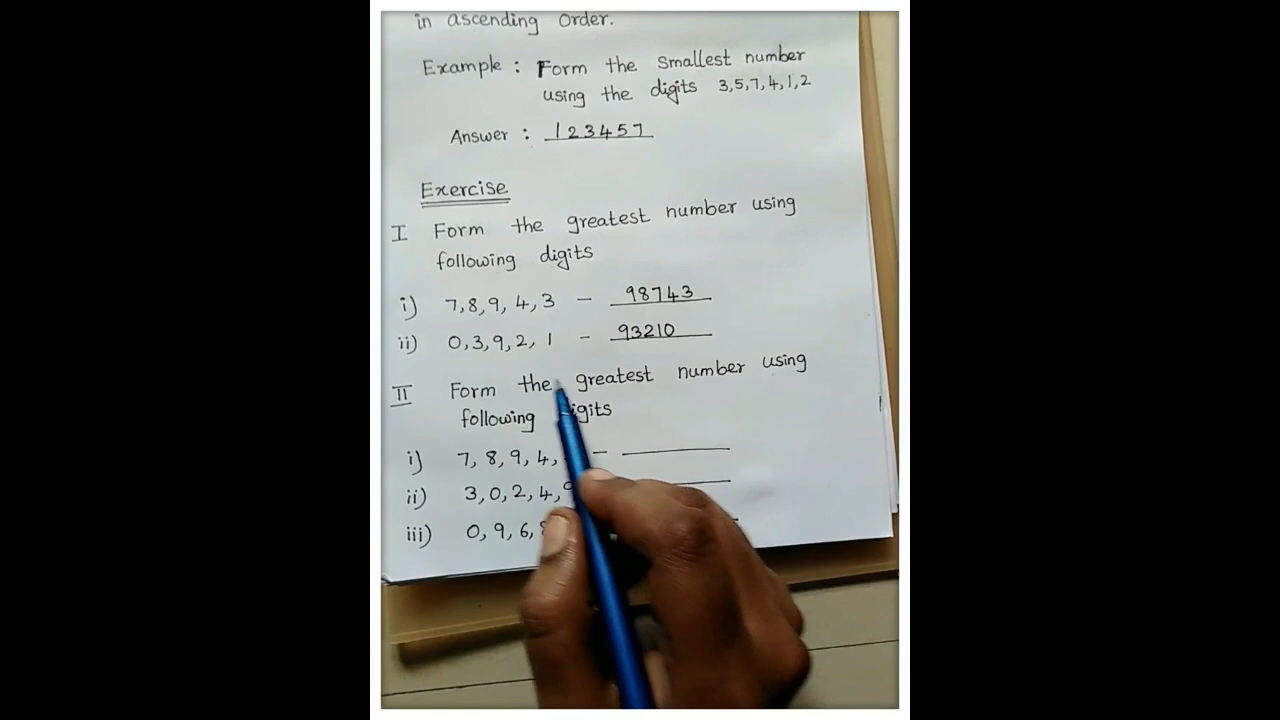 in ascending order.
Example : Form the smallest number
using the digits 3,5,7,4,1,2
Answer : 123457
Exercise
I Form the greatest number using
following digits
i) 7,8,9,4,3 - 98743
ii) 0,3,9,2,1 - 93210
II Form the greatest number using
following digits
i) 7, 8, 9, 4, -
ii) 3,0,2,4,9
iii) 0, 9, 6,